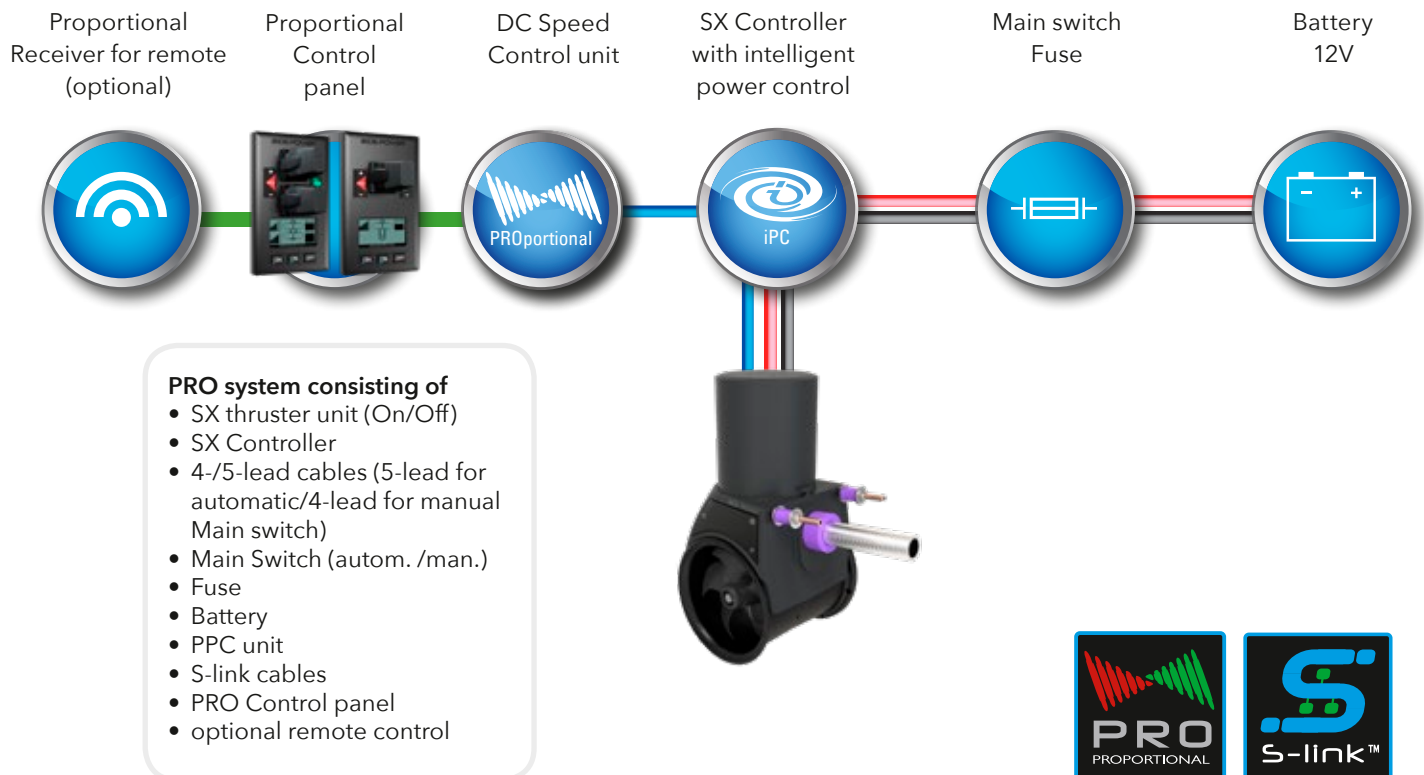 Proportional
Receiver for remote
(optional)
Proportional
Control
panel
DC Speed
Control unit
SX Controller
with intelligent
power control
Main switch
Fuse
Battery
12V
PROportional
iPC
- +
PRO system consisting of
• SX thruster unit (On/Off)
• SX Controller
• 4-/5-lead cables (5-lead for
automatic/4-lead for manual
Main switch)
• Main Switch (autom. /man.)
• Fuse
• Battery
• PPC unit
• S-link cables
• PRO Control panel
• optional remote control
PRO
PROPORTIONAL
S-link™